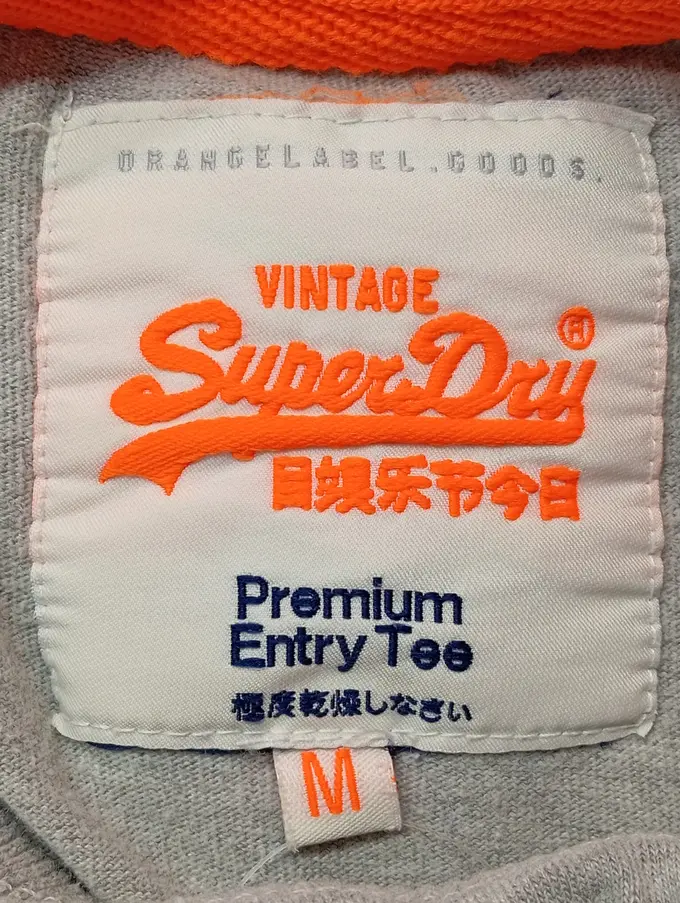 ORANGELABEL.GOODS.
VINTAGE
SuperDry ®
目娯乐节今日
Premium
Entry Tee
極度乾燥しなさい
M